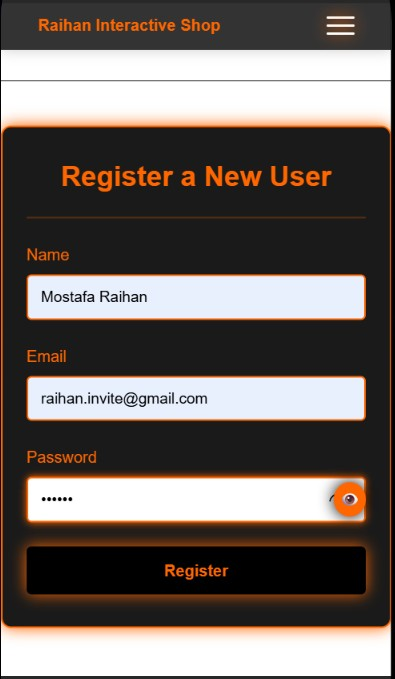 Raihan Interactive Shop
Register a New User
Name
Mostafa Raihan
Email
raihan.invite@gmail.com
Password
••••••
Register